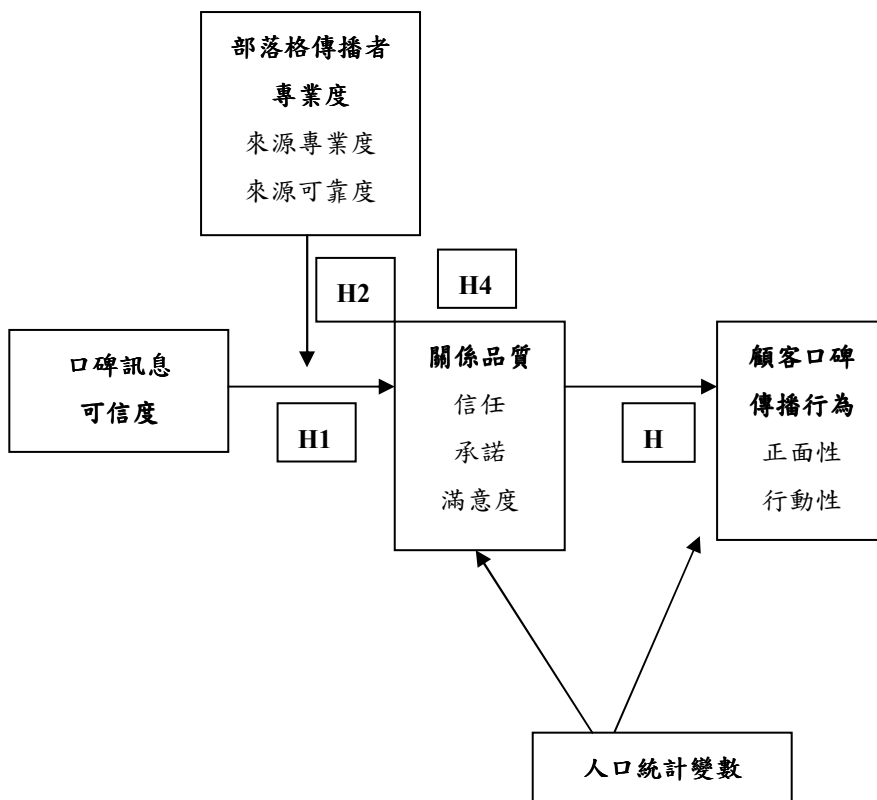 部落格傳播者
專業度
來源專業度
來源可靠度
H2
H4
口碑訊息
可信度
H1
關係品質
信任
承諾
滿意度
H
顧客口碑
傳播行為
正面性
行動性
人口統計變數